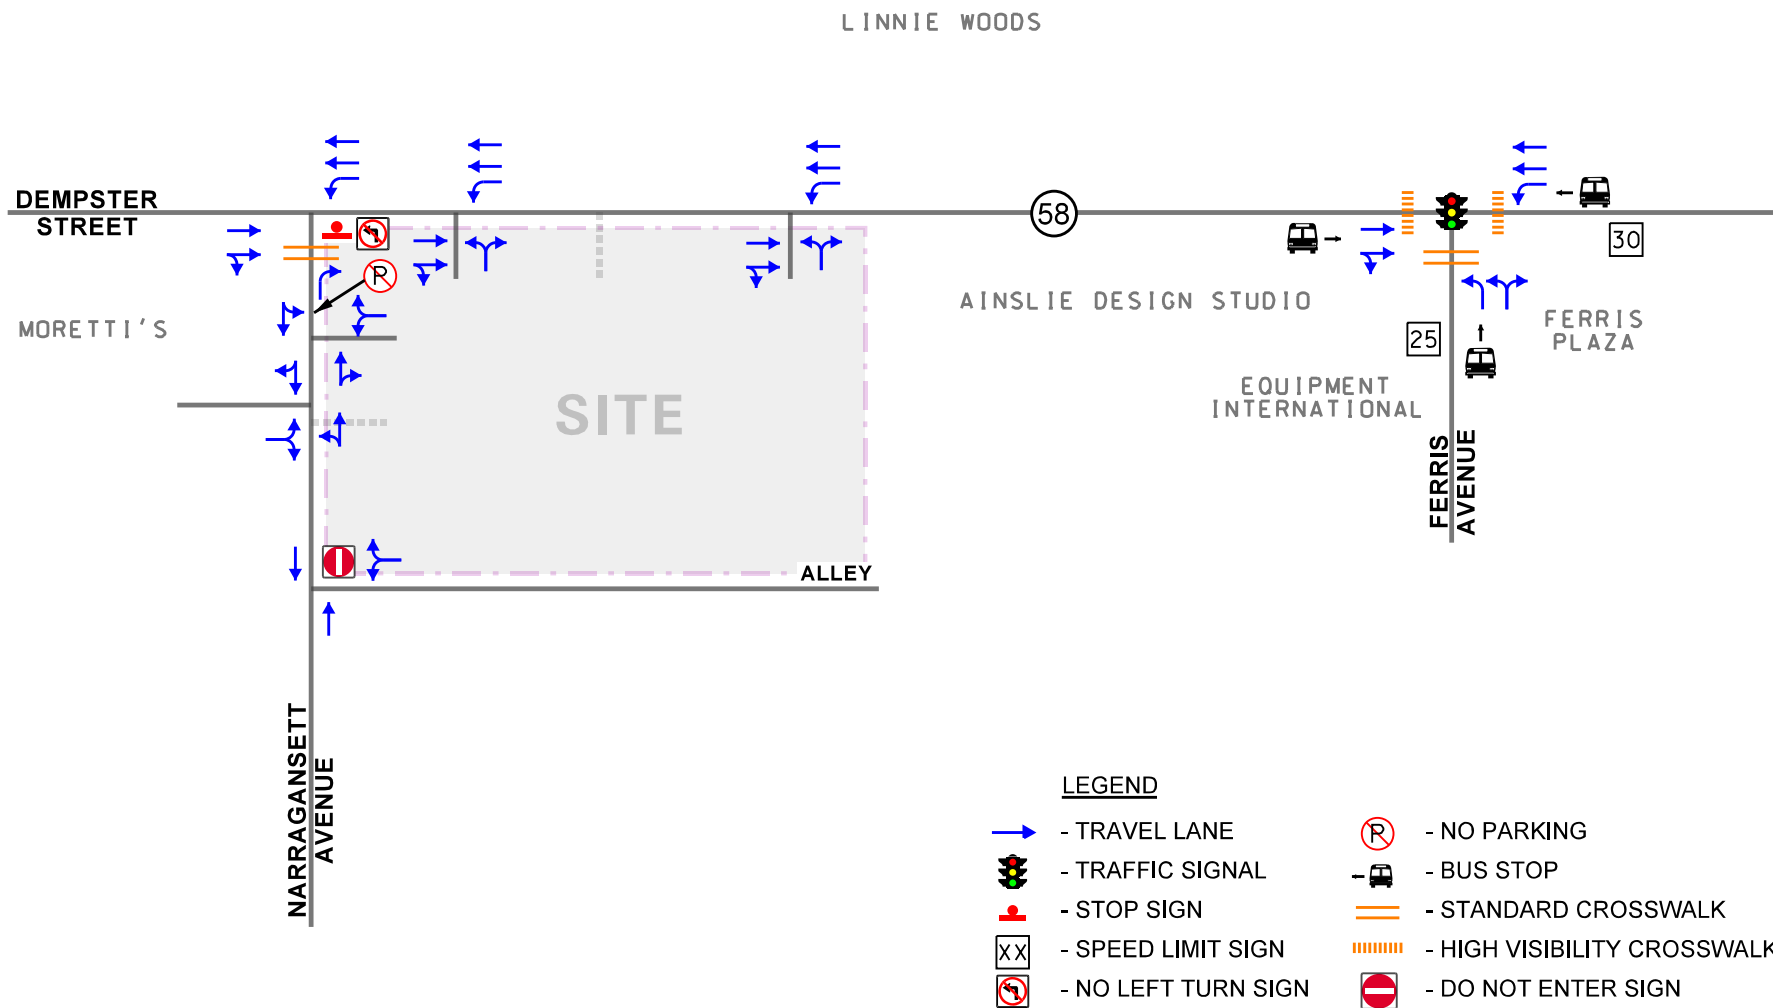 LINNIE WOODS
DEMPSTER
STREET
58
30
P
AINSLIE DESIGN STUDIO
FERRIS
PLAZA
MORETTI'S
25
EQUIPMENT
INTERNATIONAL
SITE
FERRIS
AVENUE
ALLEY
NARRAGANSETT
AVENUE
LEGEND
- TRAVEL LANE
- TRAFFIC SIGNAL
- STOP SIGN
XX - SPEED LIMIT SIGN
- NO LEFT TURN SIGN
P - NO PARKING
- BUS STOP
- STANDARD CROSSWALK
- HIGH VISIBILITY CROSSWALK
- DO NOT ENTER SIGN